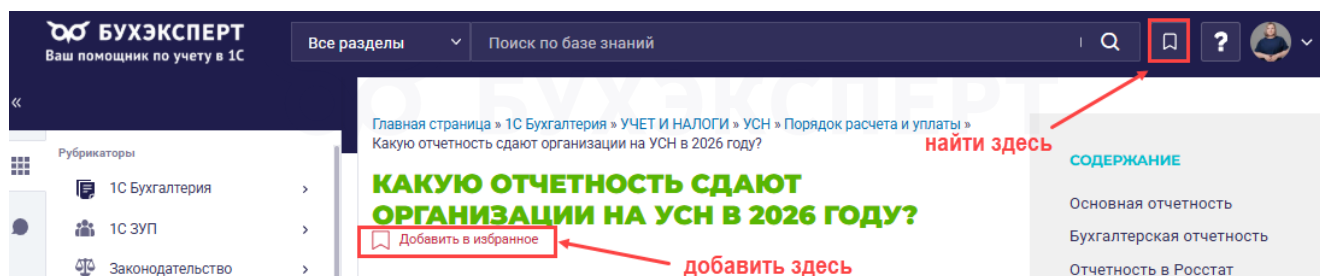 БУХЭКСПЕРТ
Ваш помощник по учету в 1С
Все разделы
Поиск по базе знаний
?
«
БУХЭКСПЕРТ
Главная страница » 1С Бухгалтерия » УЧЕТ И НАЛОГИ » УСН » Порядок расчета и уплаты »
Какую отчетность сдают организации на УСН в 2026 году?
найти здесь
Рубрикаторы
1С Бухгалтерия
1С ЗУП
Законодательство
КАКУЮ ОТЧЕТНОСТЬ СДАЮТ
ОРГАНИЗАЦИИ НА УСН В 2026 ГОДУ?
Добавить в избранное
добавить здесь
СОДЕРЖАНИЕ
Основная отчетность
Бухгалтерская отчетность
Отчетность в Росстат